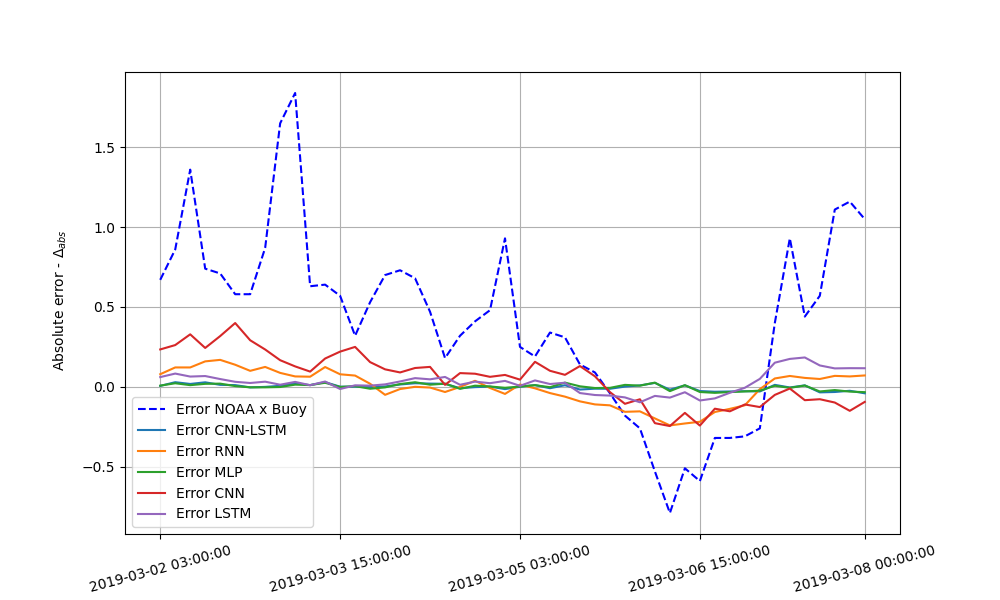 Absolute error - Δabs
1.5
1.0
0.5
0.0
−0.5
Error NOAA x Buoy
Error CNN-LSTM
Error RNN
Error MLP
Error CNN
Error LSTM
2019-03-02 03:00:00
2019-03-03 15:00:00
2019-03-05 03:00:00
2019-03-06 15:00:00
2019-03-08 00:00:00